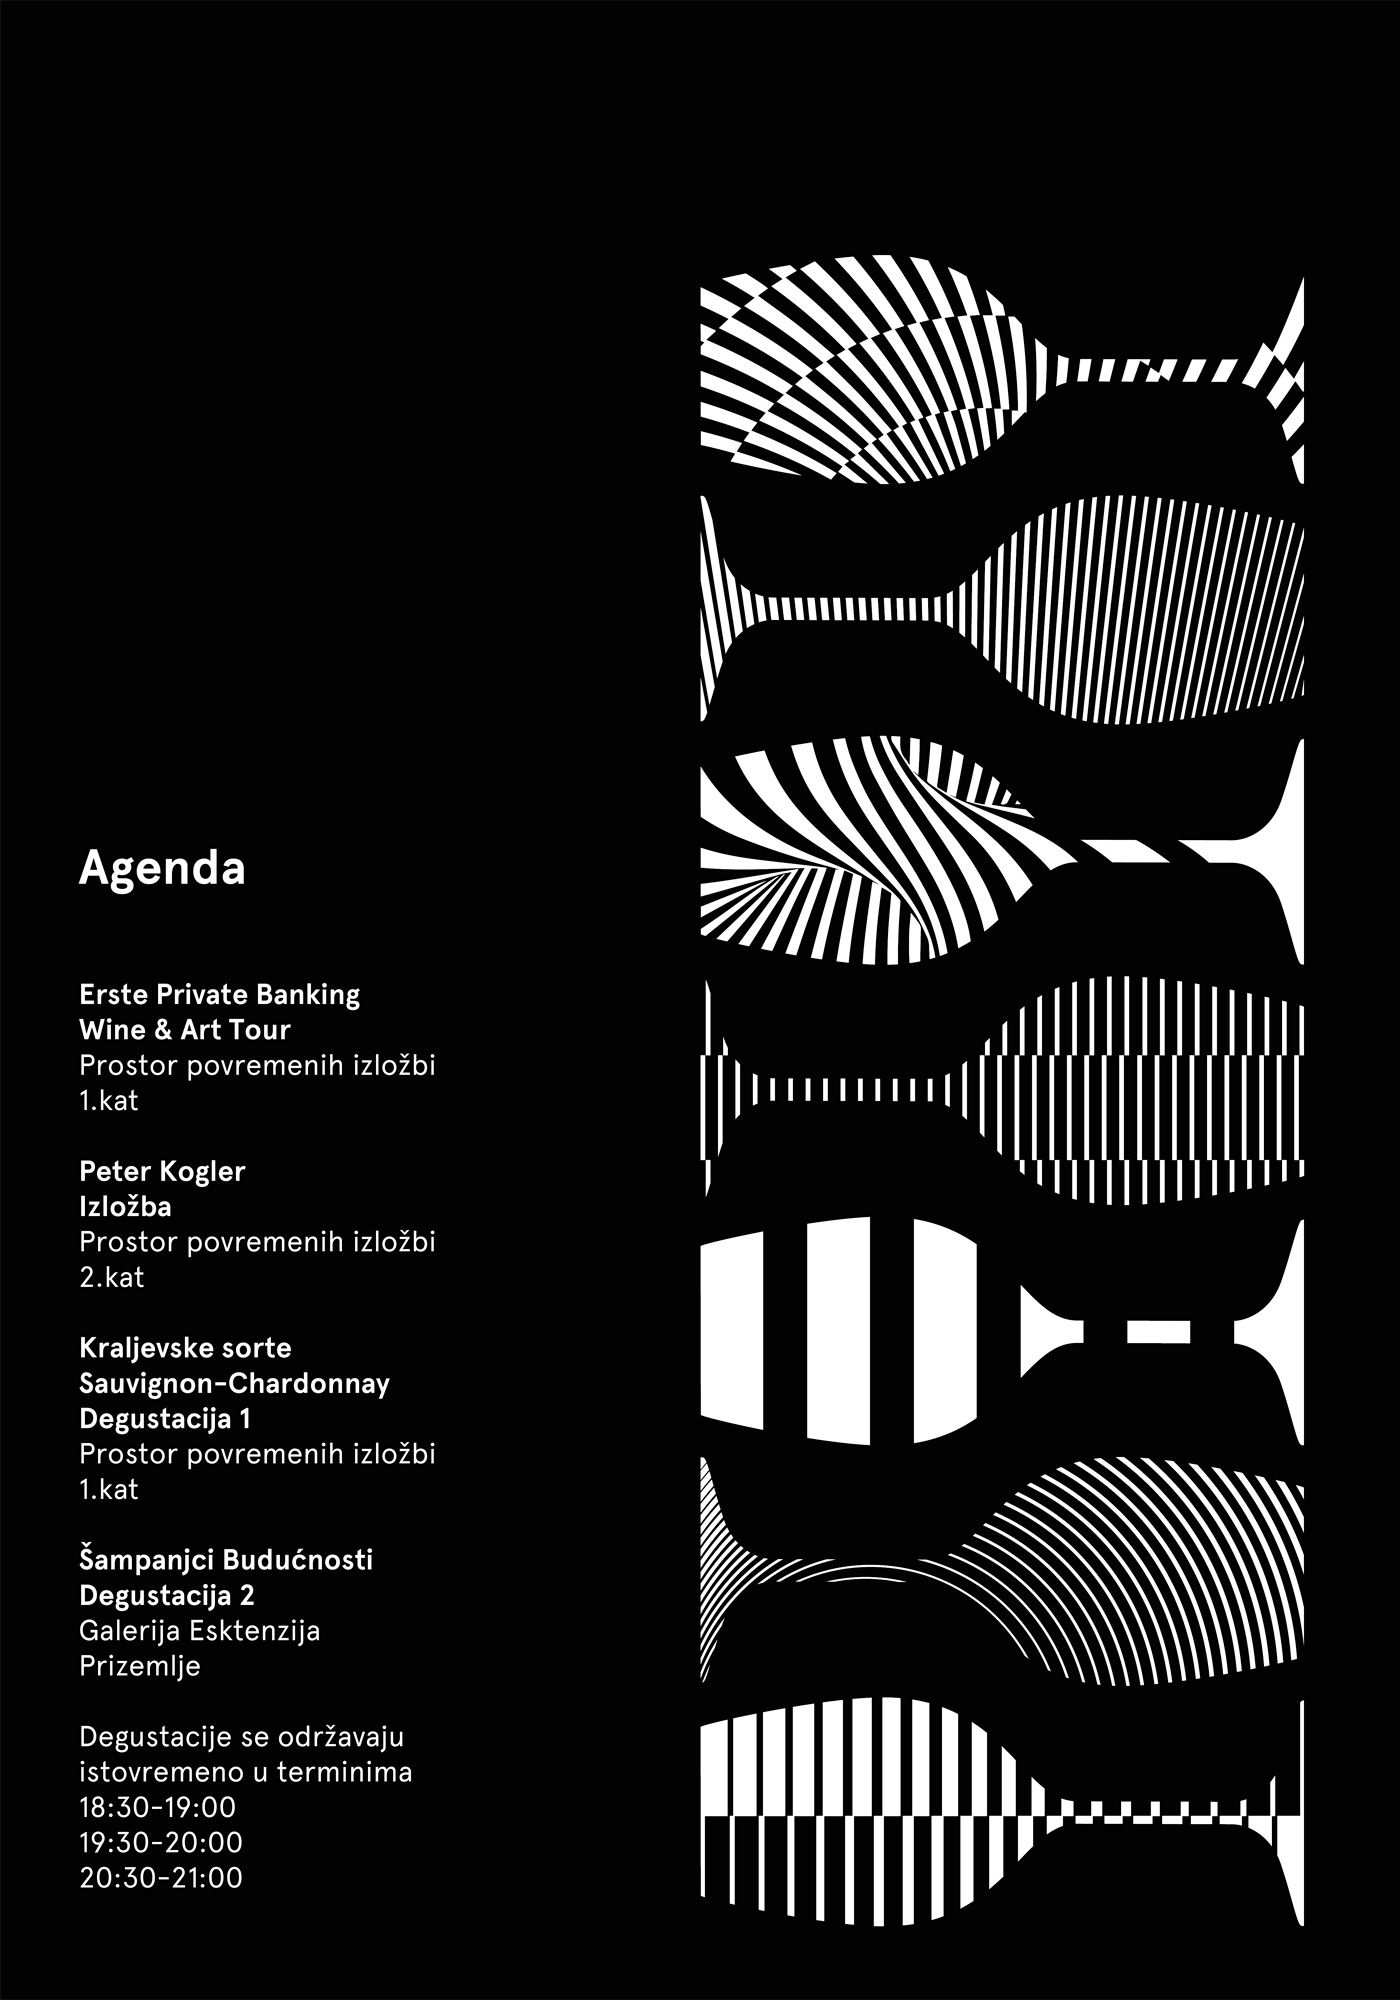 Agenda
Erste Private Banking
Wine & Art Tour
Prostor povremenih izložbi
1.kat
Peter Kogler
Izložba
Prostor povremenih izložbi
2.kat
Kraljevske sorte
Sauvignon-Chardonnay
Degustacija 1
Prostor povremenih izložbi
1.kat
Šampanjci Budućnosti
Degustacija 2
Galerija Esktenzija
Prizemlje
Degustacije se održavaju
istovremeno u terminima
18:30-19:00
19:30-20:00
20:30-21:00